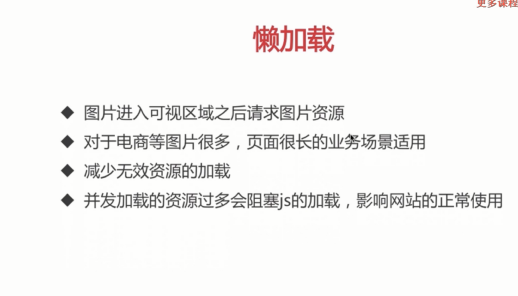 更多课程
懒加载
◆ 图片进入可视区域之后请求图片资源
◆ 对于电商等图片很多，页面很长的业务场景适用
◆ 减少无效资源的加载
◆ 并发加载的资源过多会阻塞js的加载，影响网站的正常使用